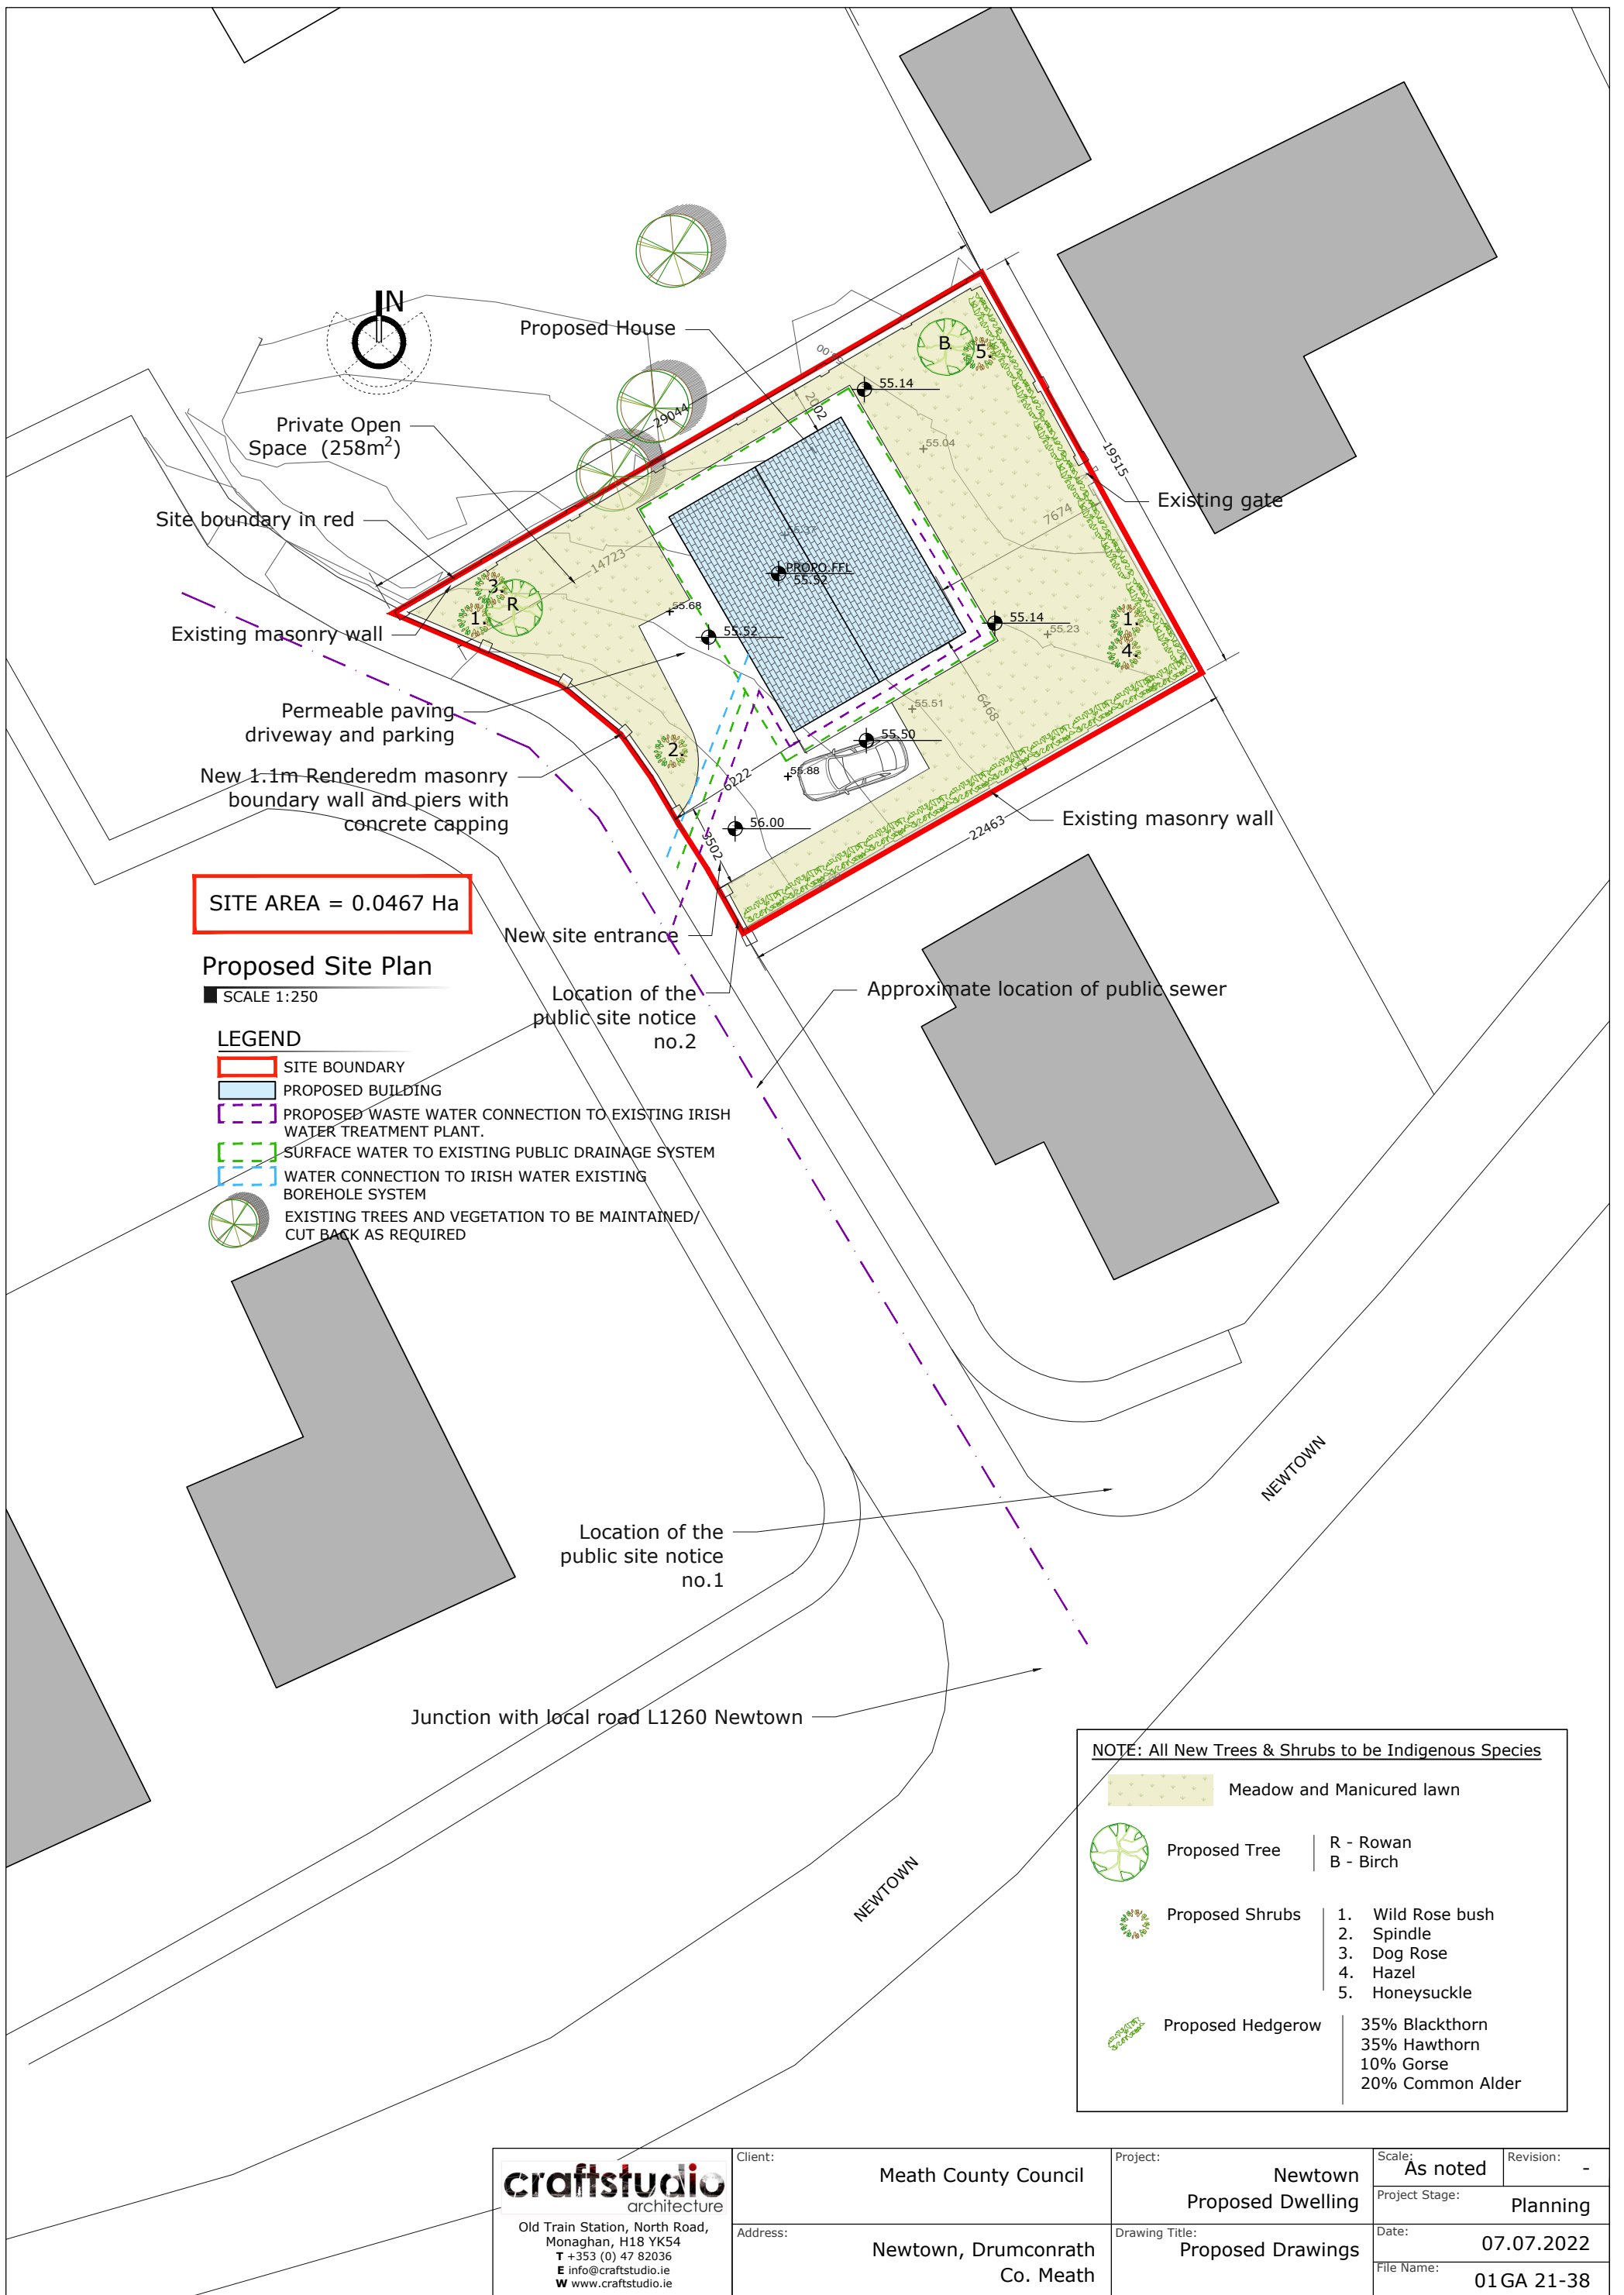 N
Proposed House
Private Open
Space (258m²)
Site boundary in red
Existing masonry wall
Permeable paving
driveway and parking
New 1.1m Renderedm masonry
boundary wall and piers with
concrete capping
29044
2002
55.14
55.04
B
5.
19515
Existing gate
7674
14723
3.
R
1.
55.68
PROPO.FFL
55.52
55.52
55.14
55.23
1.
4.
55.51
6468
55.50
2.
6222
55.88
56.00
3502
22463
Existing masonry wall
SITE AREA = 0.0467 Ha
New site entrance
Location of the
public site notice
no.2
Approximate location of public sewer
Proposed Site Plan
SCALE 1:250
LEGEND
SITE BOUNDARY
PROPOSED BUILDING
PROPOSED WASTE WATER CONNECTION TO EXISTING IRISH
WATER TREATMENT PLANT.
SURFACE WATER TO EXISTING PUBLIC DRAINAGE SYSTEM
WATER CONNECTION TO IRISH WATER EXISTING
BOREHOLE SYSTEM
EXISTING TREES AND VEGETATION TO BE MAINTAINED/
CUT BACK AS REQUIRED
NEWTOWN
Location of the
public site notice
no.1
Junction with local road L1260 Newtown
NEWTOWN
NOTE: All New Trees & Shrubs to be Indigenous Species
Meadow and Manicured lawn
Proposed Tree
R - Rowan
B - Birch
Proposed Shrubs
1. Wild Rose bush
2. Spindle
3. Dog Rose
4. Hazel
5. Honeysuckle
Proposed Hedgerow
35% Blackthorn
35% Hawthorn
10% Gorse
20% Common Alder
craftstudio
architecture
Old Train Station, North Road,
Monaghan, H18 YK54
T +353 (0) 47 82036
E info@craftstudio.ie
W www.craftstudio.ie
Client:
Meath County Council
Address:
Newtown, Drumconrath
Co. Meath
Project:
Newtown
Proposed Dwelling
Drawing Title:
Proposed Drawings
Scale:
As noted
Revision:
-
Project Stage:
Planning
Date:
07.07.2022
File Name:
01GA 21-38